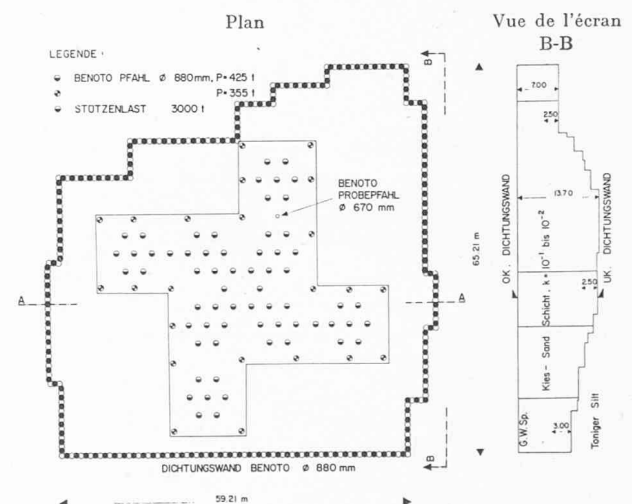 Plan
Vue de l'écran
B-B
LEGENDE :
BENOTO PFAHL Ø 880mm, P=425 t
P=355 t
STÜTZENLAST 3000 t
BENOTO
PROBEPFAHL
Ø 670 mm
A
A
B
B
DICHTUNGSWAND BENOTO Ø 880mm
59.21 m
65.21 m
7.00
2.50
13.70
2.50
3.00
OK. DICHTUNGSWAND
UK. DICHTUNGSWAND
Kies - Sand Schicht, k=10⁻¹ bis 10⁻²
G.W.Sp.
Toniger Silt